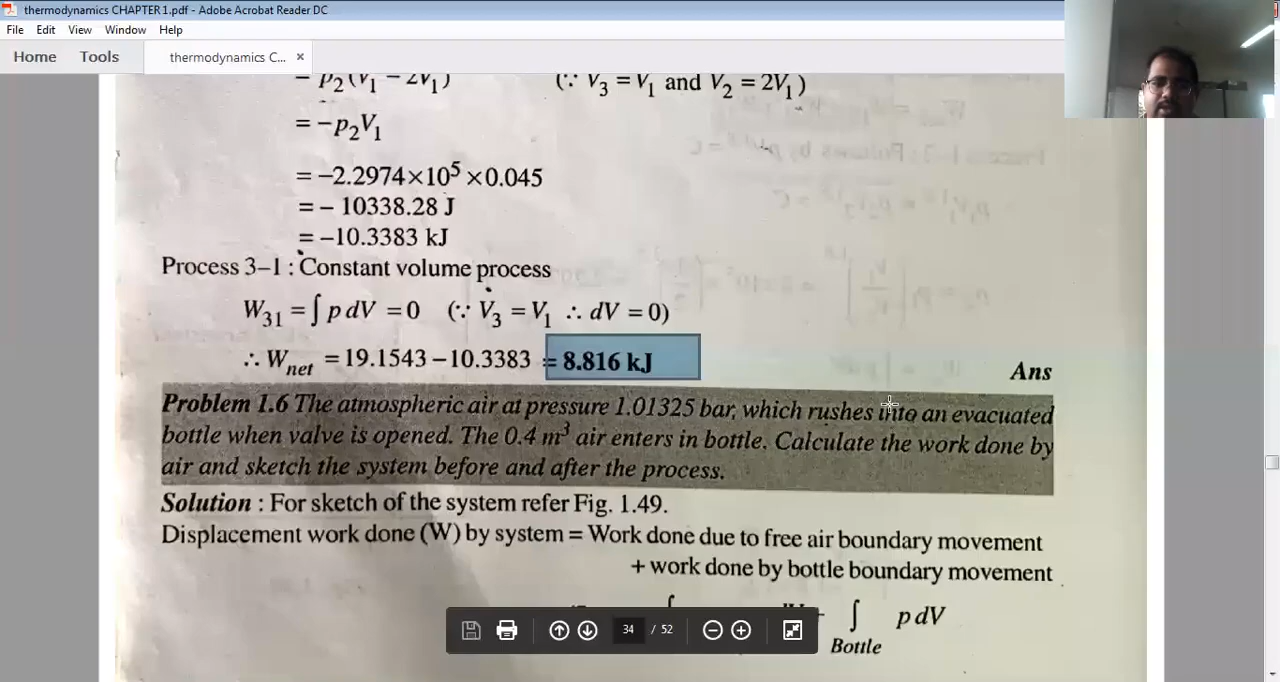 thermodynamics CHAPTER 1.pdf - Adobe Acrobat Reader DC
File Edit View Window Help
Home Tools thermodynamics C... ×
= P₂(V₁ − 2V₁) (∵ V₃ = V₁ and V₂ = 2V₁)
= −p₂V₁
= −2.2974×10⁵ ×0.045
= − 10338.28 J
= −10.3383 kJ
Process 3–1 : Constant volume process
W₃₁ = ∫ p dV = 0 (∵ V₃ = V₁ ∴ dV = 0)
∴ Wnet = 19.1543 − 10.3383 = 8.816 kJ
Ans
Problem 1.6 The atmospheric air at pressure 1.01325 bar, which rushes into an evacuated
bottle when valve is opened. The 0.4 m³ air enters in bottle. Calculate the work done by
air and sketch the system before and after the process.
Solution : For sketch of the system refer Fig. 1.49.
Displacement work done (W) by system = Work done due to free air boundary movement
+ work done by bottle boundary movement
∫ p dV
Bottle
34 / 52